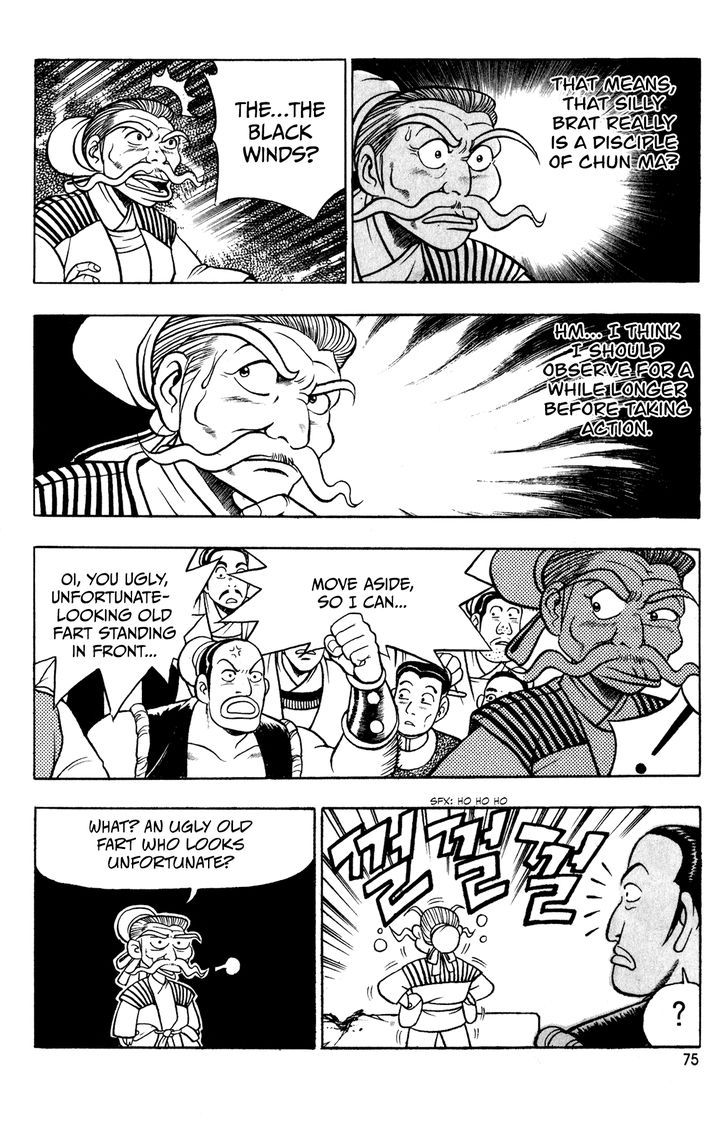 THE...THE
BLACK
WINDS?
THAT MEANS,
THAT SILLY
BRAT REALLY
IS A DISCIPLE
OF CHUN MA?
HM... I THINK
I SHOULD
OBSERVE FOR A
WHILE LONGER
BEFORE TAKING
ACTION.
OI, YOU UGLY,
UNFORTUNATE-
LOOKING OLD
FART STANDING
IN FRONT...
MOVE ASIDE,
SO I CAN...
!
WHAT? AN UGLY OLD
FART WHO LOOKS
UNFORTUNATE?
SFX: HO HO HO
껄껄껄
?
75